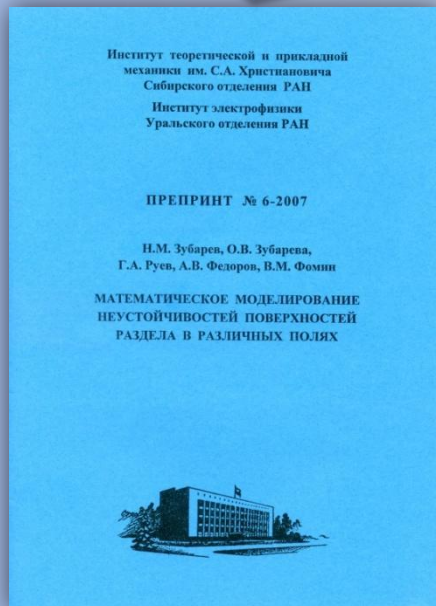 Институт теоретической и прикладной
механики им. С.А. Христиановича
Сибирского отделения РАН
Институт электрофизики
Уральского отделения РАН
ПРЕПРИНТ № 6-2007
Н.М. Зубарев, О.В. Зубарева,
Г.А. Руев, А.В. Федоров, В.М. Фомин
МАТЕМАТИЧЕСКОЕ МОДЕЛИРОВАНИЕ
НЕУСТОЙЧИВОСТЕЙ ПОВЕРХНОСТЕЙ
РАЗДЕЛА В РАЗЛИЧНЫХ ПОЛЯХ